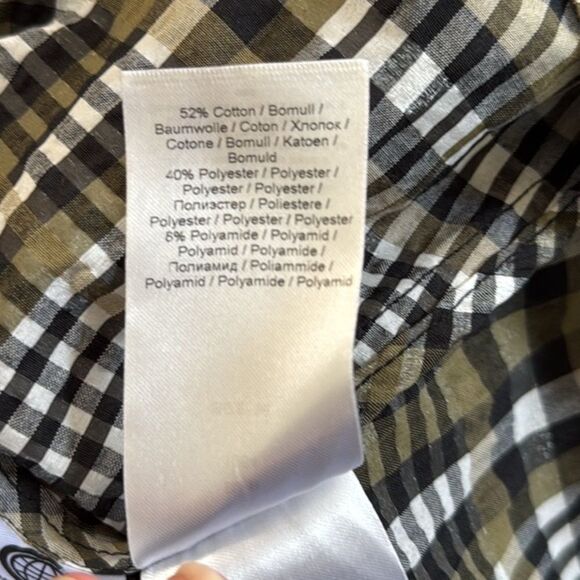 52% Cotton / Bomull /
Baumwolle / Coton / Хлопок /
Cotone / Bomull / Katoen /
Bomuld
40% Polyester / Polyester /
Polyester / Polyester /
Полиэстер / Poliestere /
Polyester / Polyester / Polyester
8% Polyamide / Polyamid /
Polyamid / Polyamide /
Полиамид / Poliammide /
Polyamid / Polyamide / Polyamid